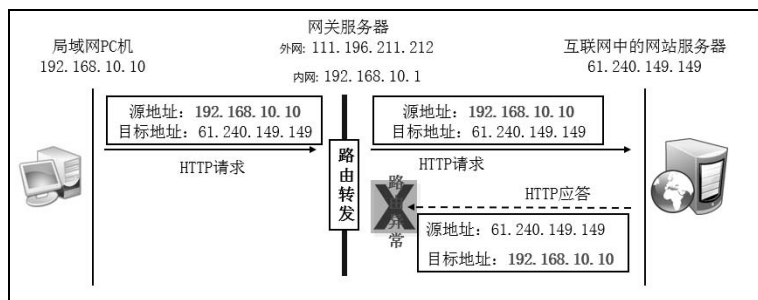 网关服务器
外网: 111.196.211.212
内网: 192.168.10.1
局域网PC机
192.168.10.10
互联网中的网站服务器
61.240.149.149
源地址：192.168.10.10
目标地址：61.240.149.149
HTTP请求
路由转发
源地址：192.168.10.10
目标地址：61.240.149.149
HTTP请求
路由异常
X
HTTP应答
源地址：61.240.149.149
目标地址：192.168.10.10